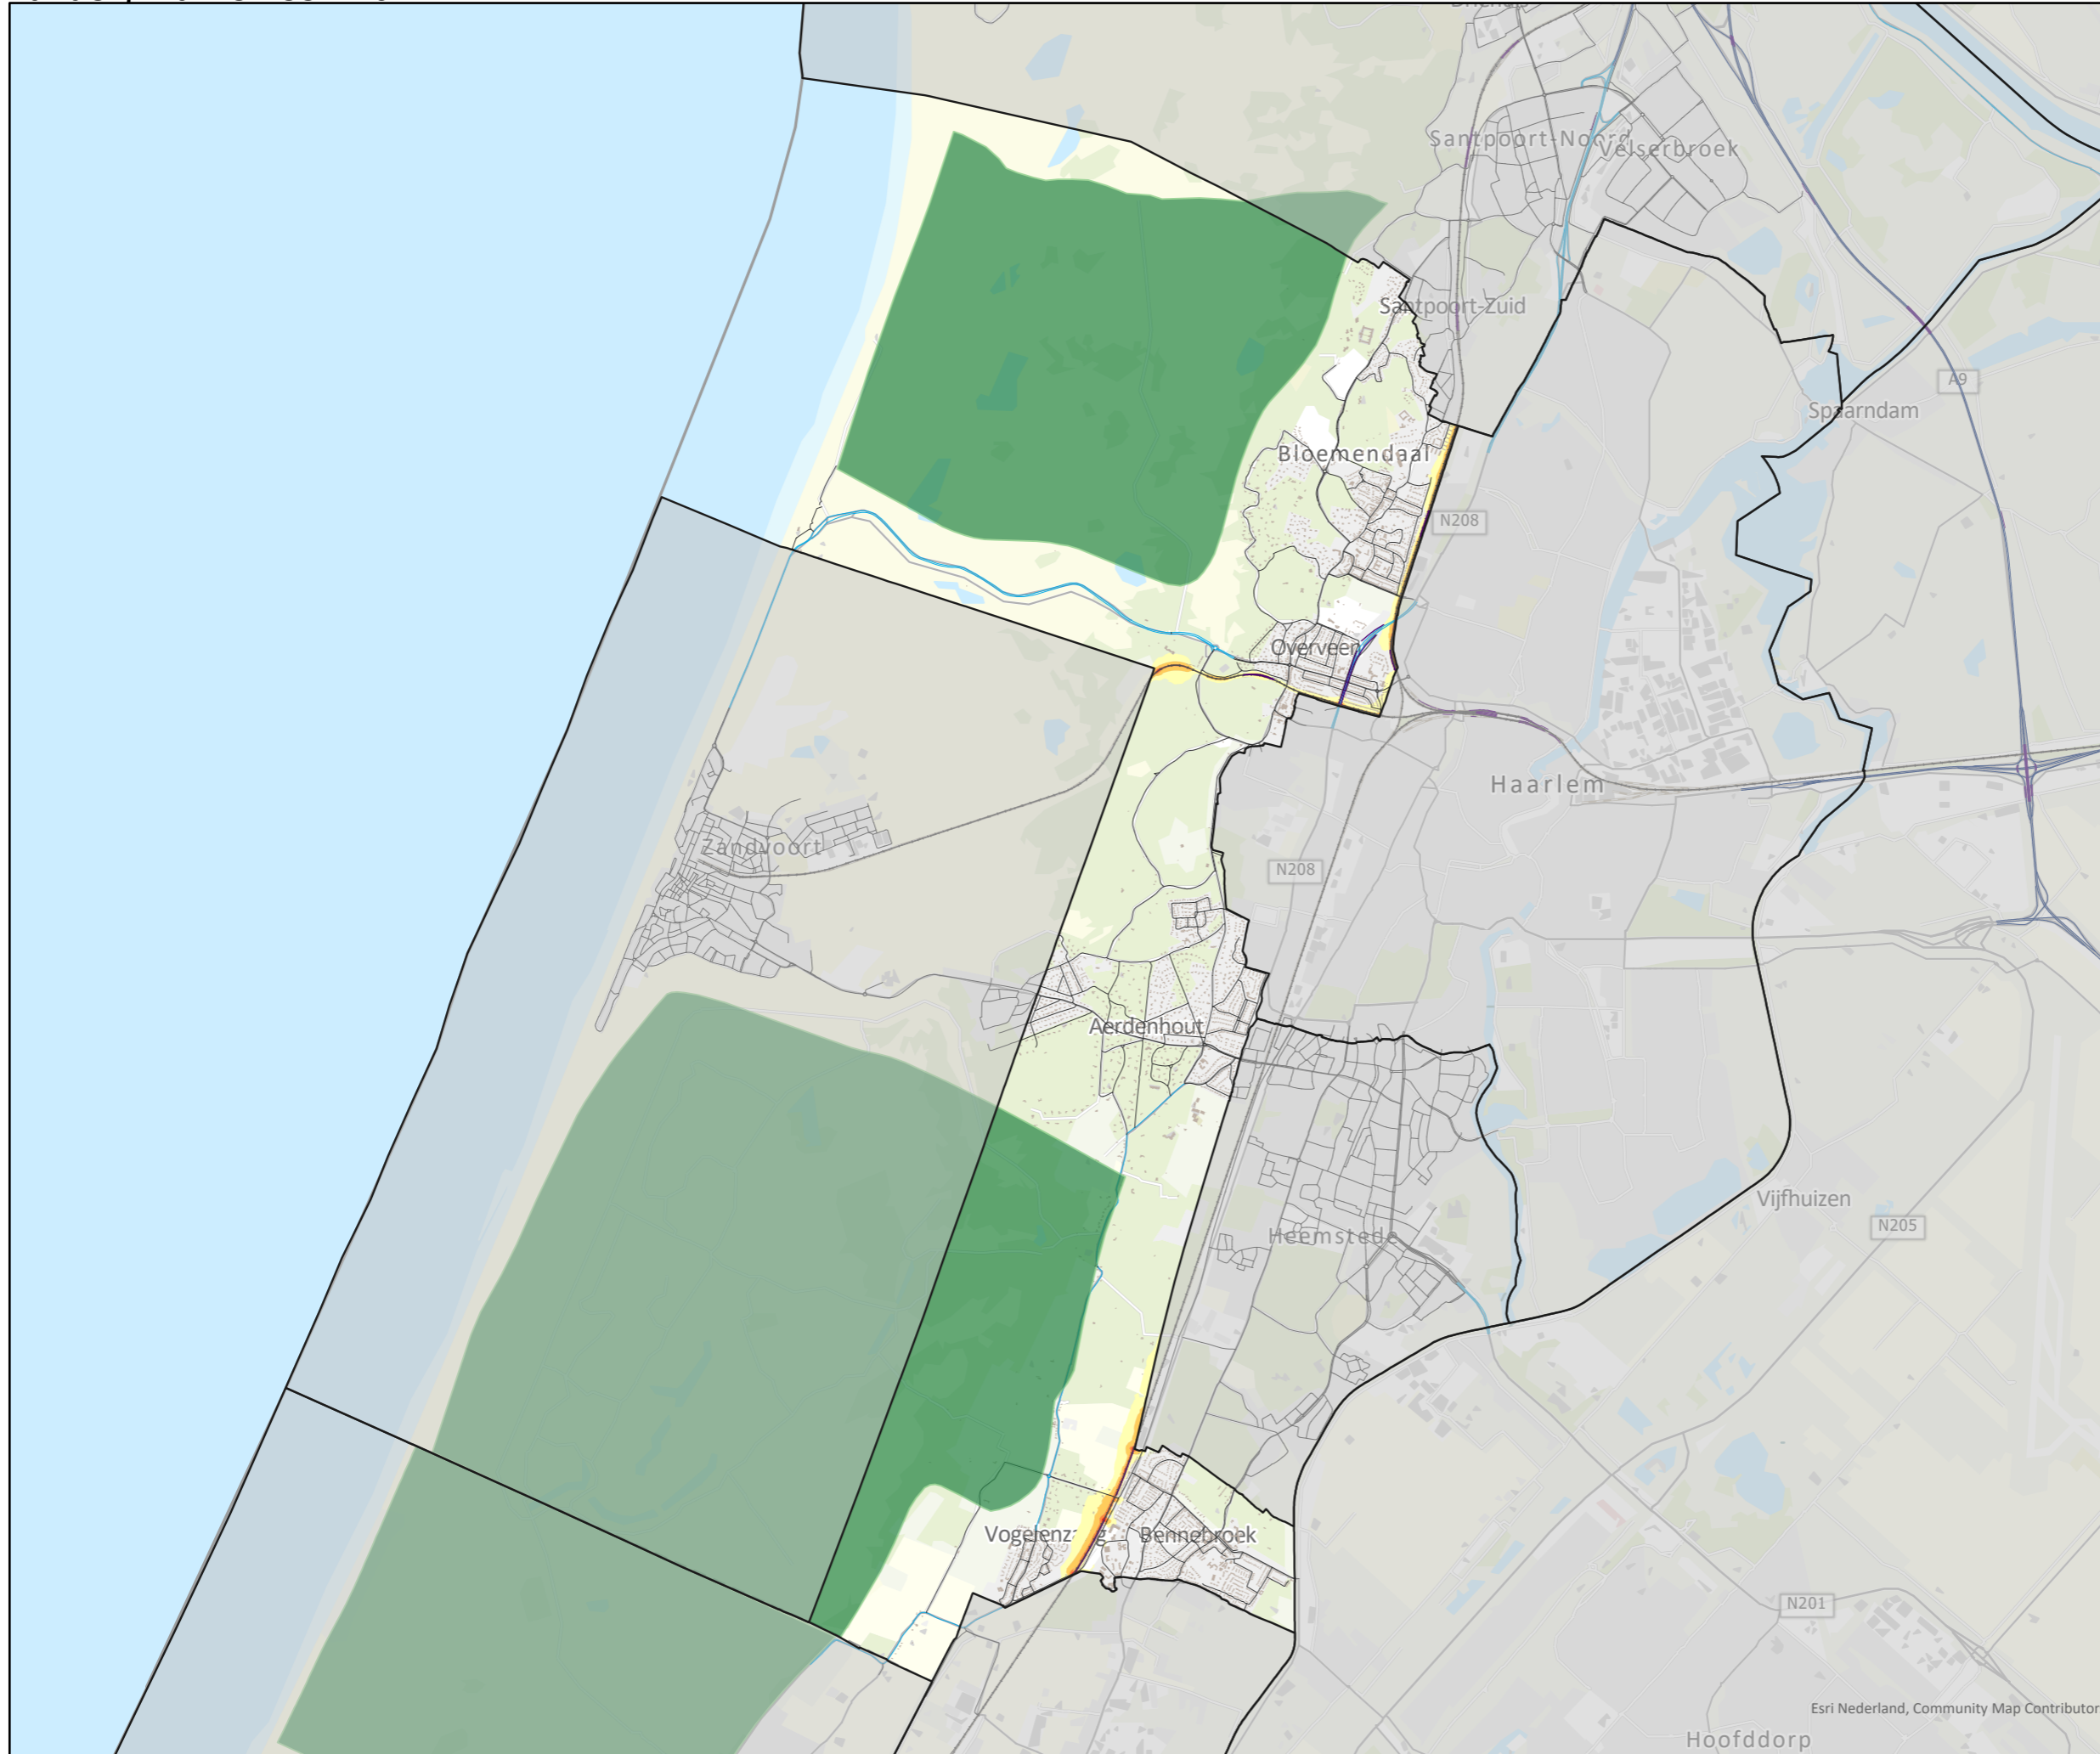 Santpoort-Noord
Velserbroek
Santpoort-Zuid
A9
Spaarndam
Bloemendaal
N208
Overveen
Haarlem
Zandvoort
N208
Aerdenhout
Vijfhuizen
N205
Heemstede
Bennebroek
N201
Esri Nederland, Community Map Contributor
Hoofddorp